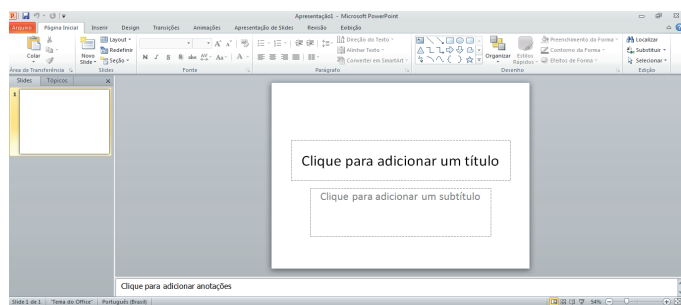 Apresentação1 - Microsoft PowerPoint
Arquivo Página Inicial Inserir Design Transições Animações Apresentação de Slides Revisão Exibição
Colar
Área de Transferência
Novo Slide
Layout
Redefinir
Seção
Slides
N I S S abc AV Aa A
Fonte
Direção do Texto
Alinhar Texto
Converter em SmartArt
Parágrafo
Organizar
Estilos Rápidos
Preenchimento da Forma
Contorno da Forma
Efeitos de Forma
Desenho
Localizar
Substituir
Selecionar
Edição
Slides Tópicos
1
Clique para adicionar um título
Clique para adicionar um subtítulo
Clique para adicionar anotações
Slide 1 de 1 "Tema do Office" Português (Brasil) 54%